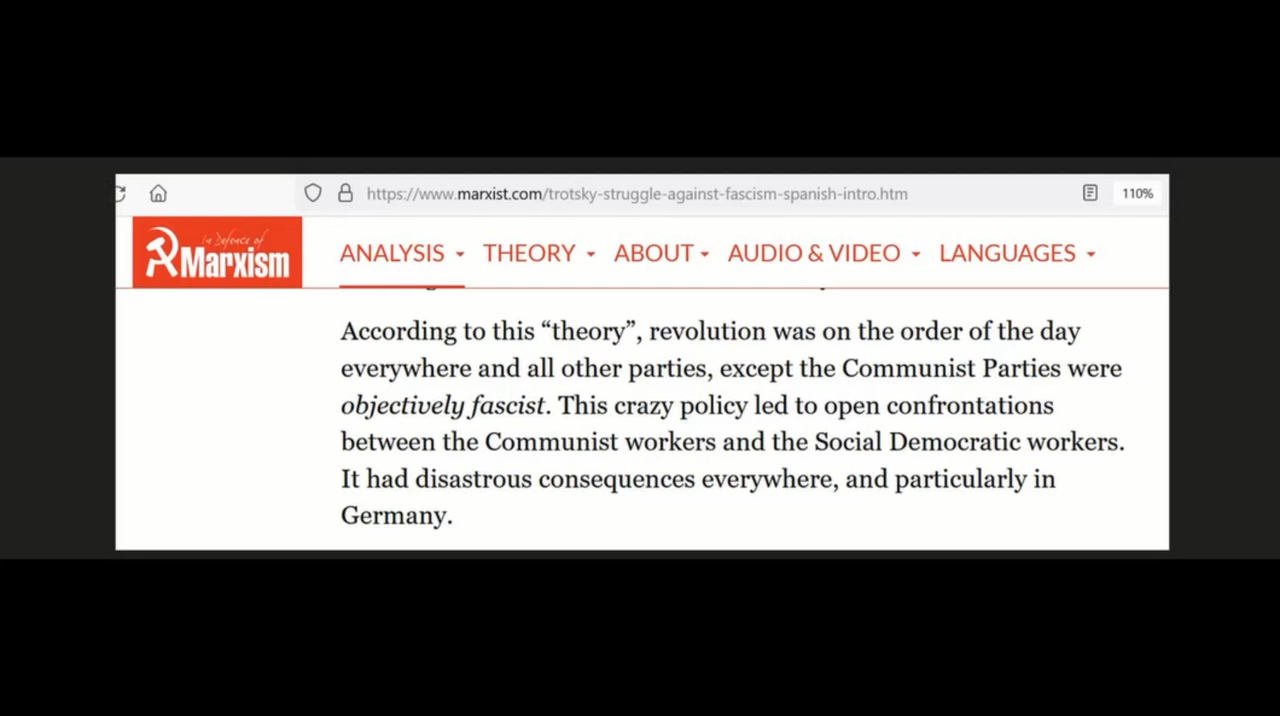 https://www.marxist.com/trotsky-struggle-against-fascism-spanish-intro.htm 110%
In Defence of
Marxism
ANALYSIS THEORY ABOUT AUDIO & VIDEO LANGUAGES
According to this “theory”, revolution was on the order of the day
everywhere and all other parties, except the Communist Parties were
objectively fascist. This crazy policy led to open confrontations
between the Communist workers and the Social Democratic workers.
It had disastrous consequences everywhere, and particularly in
Germany.